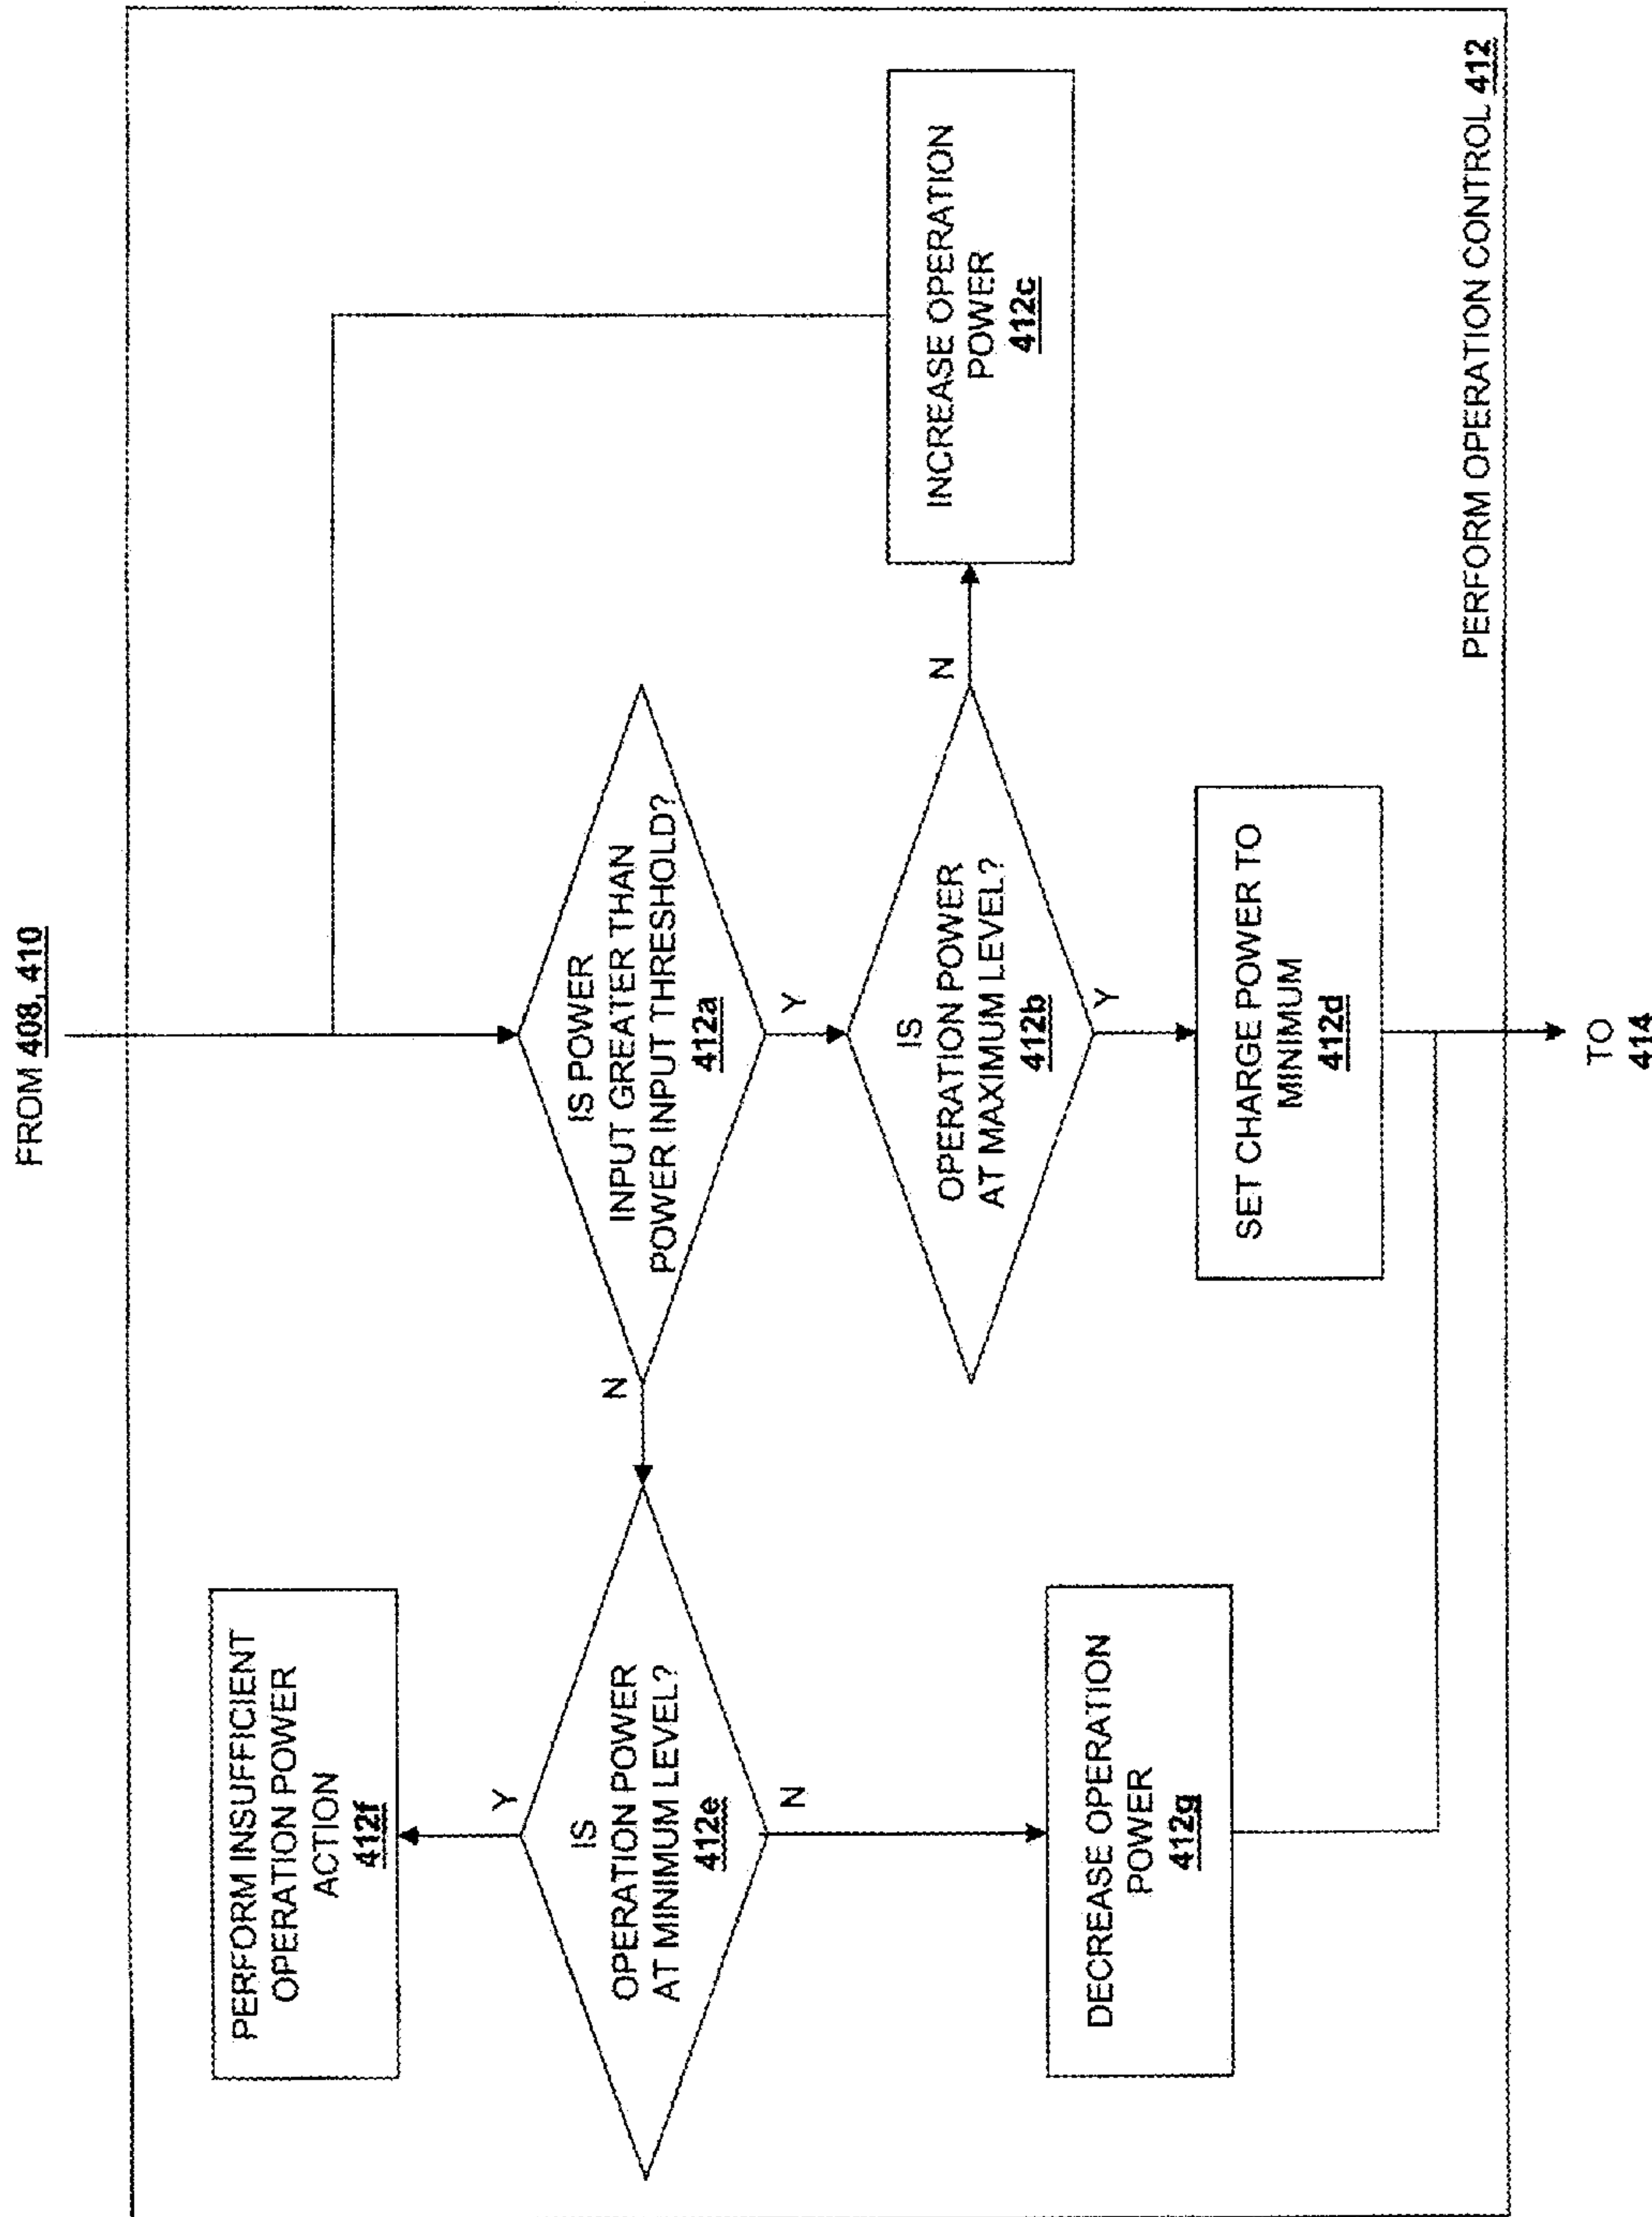 FROM 408, 410
IS POWER
INPUT GREATER THAN
POWER INPUT THRESHOLD?
412a
Y
N
IS
OPERATION POWER
AT MAXIMUM LEVEL?
412b
N
Y
INCREASE OPERATION
POWER
412c
SET CHARGE POWER TO
MINIMUM
412d
IS
OPERATION POWER
AT MINIMUM LEVEL?
412e
Y
N
PERFORM INSUFFICIENT
OPERATION POWER
ACTION
412f
DECREASE OPERATION
POWER
412g
PERFORM OPERATION CONTROL 412
TO
414